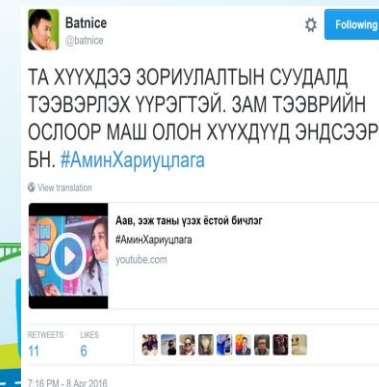 Batnice
@batnice
Following
ТА ХҮҮХДЭЭ ЗОРИУЛАЛТЫН СУУДАЛД
ТЭЭВЭРЛЭХ ҮҮРЭГТЭЙ. ЗАМ ТЭЭВРИЙН
ОСЛООР МАШ ОЛОН ХҮҮХДҮҮД ЭНДСЭЭР
БН. #АминХариуцлага
View translation
Аав, ээж таны үзэх ёстой бичлэг
#АминХариуцлага
youtube.com
RETWEETS LIKES
11 6
7:16 PM - 8 Apr 2016